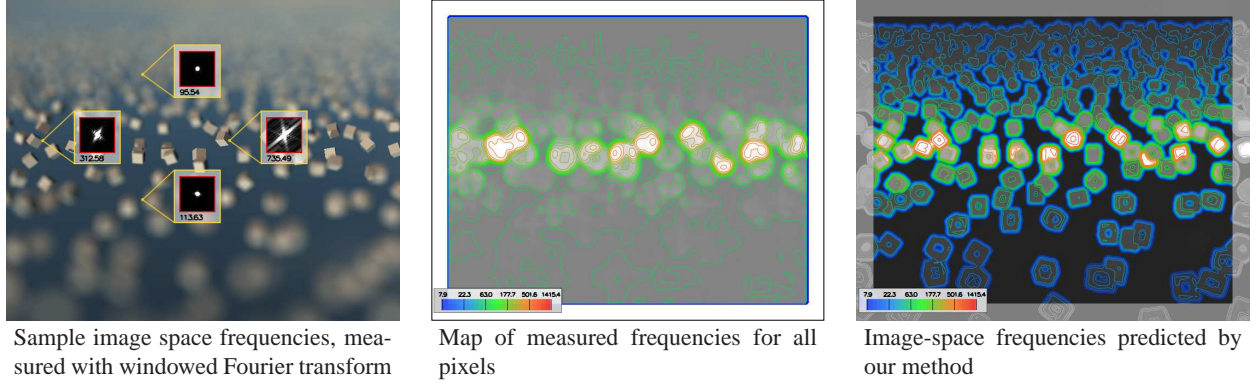 95.54
312.58
735.49
113.63
7.9 22.3 63.0 177.7 501.6 1415.4
7.9 22.3 63.0 177.7 501.6 1415.4
Sample image space frequencies, mea-
sured with windowed Fourier transform
Map of measured frequencies for all
pixels
Image-space frequencies predicted by
our method